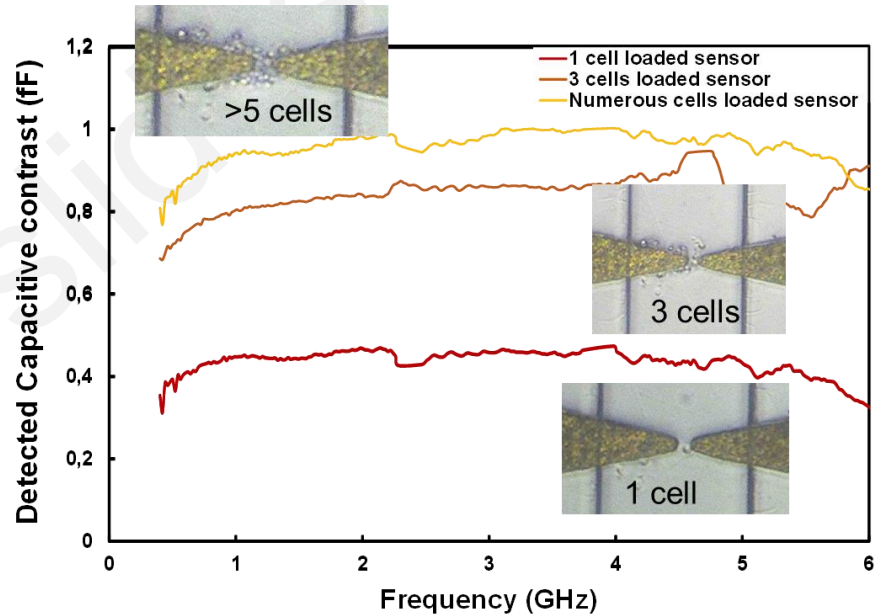 1 cell loaded sensor
3 cells loaded sensor
Numerous cells loaded sensor
>5 cells
3 cells
1 cell
Detected Capacitive contrast (fF)
1,2
1
0,8
0,6
0,4
0,2
0
0 1 2 3 4 5 6
Frequency (GHz)